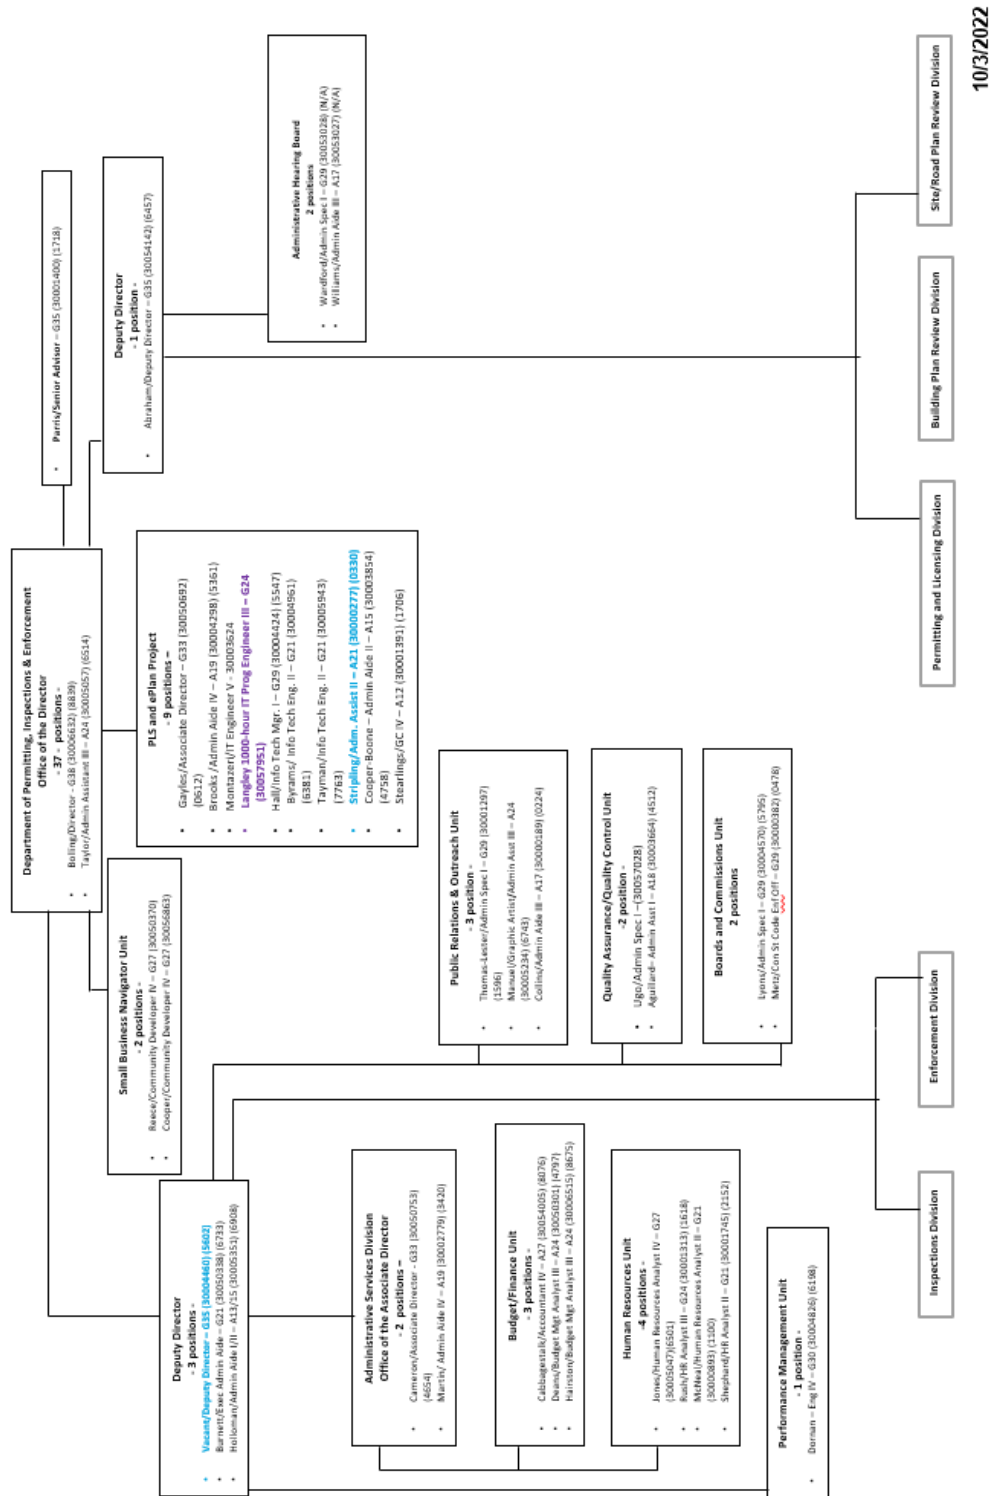 Department of Permitting, Inspections & Enforcement
Office of the Director
- 37 - positions -
• Boling/Director - G38 (30006632) (8839)
• Taylor/Admin Assistant III – A24 (30005057) (6514)
• Parris/Senior Advisor – G35 (30001400) (1718)
Small Business Navigator Unit
- 2 positions -
• Reece/Community Developer IV – G27 (30050370)
• Cooper/Community Developer IV – G27 (30056863)
PLS and ePlan Project
- 9 positions –
• Gayles/Associate Director – G33 (30050692)
(0612)
• Brooks /Admin Aide IV – A19 (30004298) (5361)
• Montazeri/IT Engineer V - 30003624
• Langley 1000-hour IT Prog Engineer III – G24
(30057951)
• Hall/Info Tech Mgr. I – G29 (30004424) (5547)
• Byrams/ Info Tech Eng. II – G21 (30004961)
(6381)
• Tayman/Info Tech Eng. II – G21 (30005943)
(7763)
• Stripling/Adm. Assist II – A21 (30000277) (0330)
• Cooper-Boone – Admin Aide II – A15 (30003854)
(4758)
• Stearlings/GC IV – A12 (30001391) (1706)
Deputy Director
- 1 position -
• Abraham/Deputy Director – G35 (30054142) (6457)
Deputy Director
- 3 positions -
• Vacant/Deputy Director – G35 (30004460) (5602)
• Burnett/Exec Admin Aide – G21 (30050338) (6733)
• Holloman/Admin Aide I/II – A13/15 (30005351) (6908)
Administrative Hearing Board
2 positions
• Wardford/Admin Spec I – G29 (30053028) (N/A)
• Williams/Admin Aide III – A17 (30053027) (N/A)
Administrative Services Division
Office of the Associate Director
- 2 positions –
• Cameron/Associate Director - G33 (30050753)
(4654)
• Martin/ Admin Aide IV – A19 (30002779) (3420)
Public Relations & Outreach Unit
- 3 position -
• Thomas-Lester/Admin Spec I – G29 (30001297)
(1596)
• Manuel/Graphic Artist/Admin Asst III – A24
(30005234) (6743)
• Collins/Admin Aide III – A17 (30000189) (0224)
Budget/Finance Unit
- 3 positions -
• Cabbagestalk/Accountant IV – A27 (30054005) (8076)
• Deans/Budget Mgt Analyst III – A24 (30050301) (4797)
• Hairston/Budget Mgt Analyst III – A24 (30006515) (8675)
Quality Assurance/Quality Control Unit
-2 position -
• Ugo/Admin Spec I –(30057028)
• Aguillard– Admin Asst I – A18 (30003664) (4512)
Human Resources Unit
-4 positions -
• Jones/Human Resources Analyst IV – G27
(30005047)(6501)
• Rush/HR Analyst III – G24 (30001313) (1618)
• McNeal/Human Resources Analyst II – G21
(30000893) (1100)
• Shephard/HR Analyst II – G21 (30001745) (2152)
Boards and Commissions Unit
2 positions
• Lyons/Admin Spec I – G29 (30004570) (5795)
• Metz/Con St Code Enf Off – G29 (30000382) (0478)
Performance Management Unit
- 1 position -
• Dornan – Eng IV – G30 (30004826) (6198)
Inspections Division
Enforcement Division
Permitting and Licensing Division
Building Plan Review Division
Site/Road Plan Review Division
10/3/2022